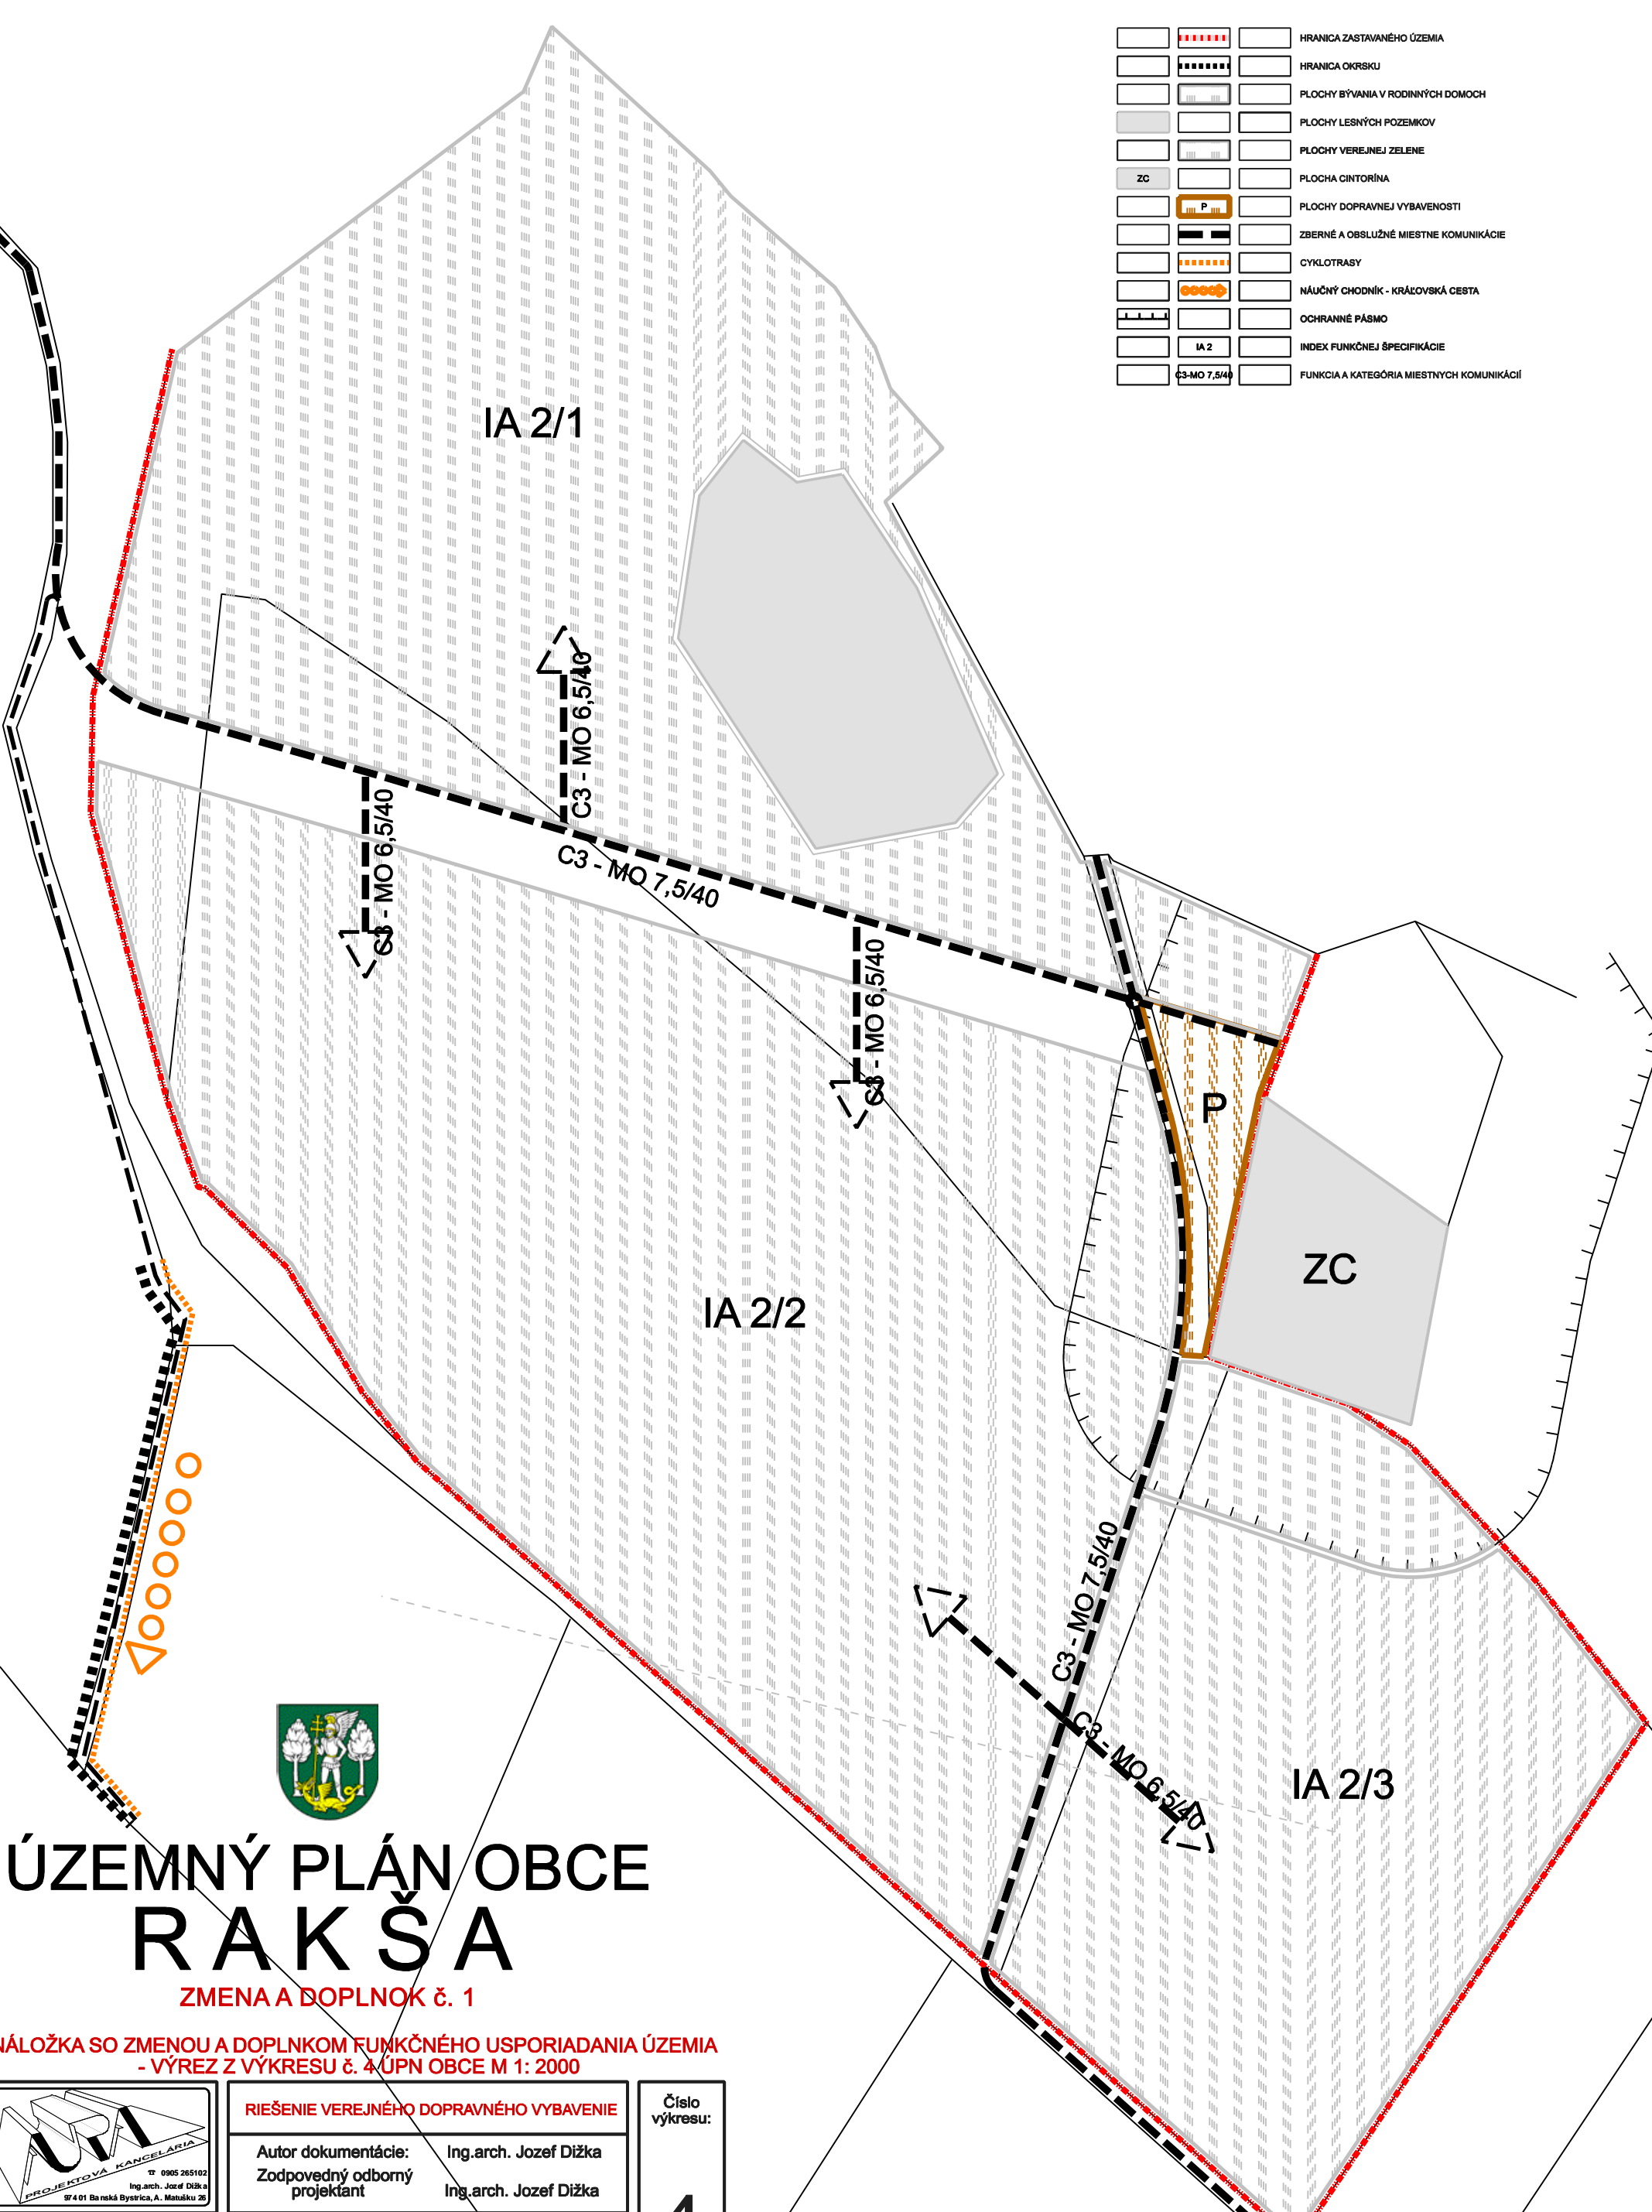 HRANICA ZASTAVANÉHO ÚZEMIA
HRANICA OKRSKU
PLOCHY BÝVANIA V RODINNÝCH DOMOCH
PLOCHY LESNÝCH POZEMKOV
PLOCHY VEREJNEJ ZELENE
ZC PLOCHA CINTORÍNA
P PLOCHY DOPRAVNEJ VYBAVENOSTI
ZBERNÉ A OBSLUŽNÉ MIESTNE KOMUNIKÁCIE
CYKLOTRASY
NÁUČNÝ CHODNÍK - KRÁĽOVSKÁ CESTA
OCHRANNÉ PÁSMO
IA 2 INDEX FUNKČNEJ ŠPECIFIKÁCIE
C3-MO 7,5/40 FUNKCIA A KATEGÓRIA MIESTNYCH KOMUNIKÁCIÍ
IA 2/1
C3 - MO 6,5/40
C3 - MO 6,5/40
C3 - MO 7,5/40
C3 - MO 6,5/40
P
ZC
IA 2/2
C3 - MO 7,5/40
C3 - MO 6,5/40
IA 2/3
ÚZEMNÝ PLÁN OBCE
RAKŠA
ZMENA A DOPLNOK č. 1
NÁLOŽKA SO ZMENOU A DOPLNKOM FUNKČNÉHO USPORIADANIA ÚZEMIA
- VÝREZ Z VÝKRESU č. 4 ÚPN OBCE M 1: 2000
PROJEKTOVÁ KANCELÁRIA
☎ 0905 265102
Ing.arch. Jozef Dižka
974 01 Banská Bystrica, A. Matušku 26
RIEŠENIE VEREJNÉHO DOPRAVNÉHO VYBAVENIE
Autor dokumentácie: Ing.arch. Jozef Dižka
Zodpovedný odborný
projektant Ing.arch. Jozef Dižka
Číslo
výkresu:
4